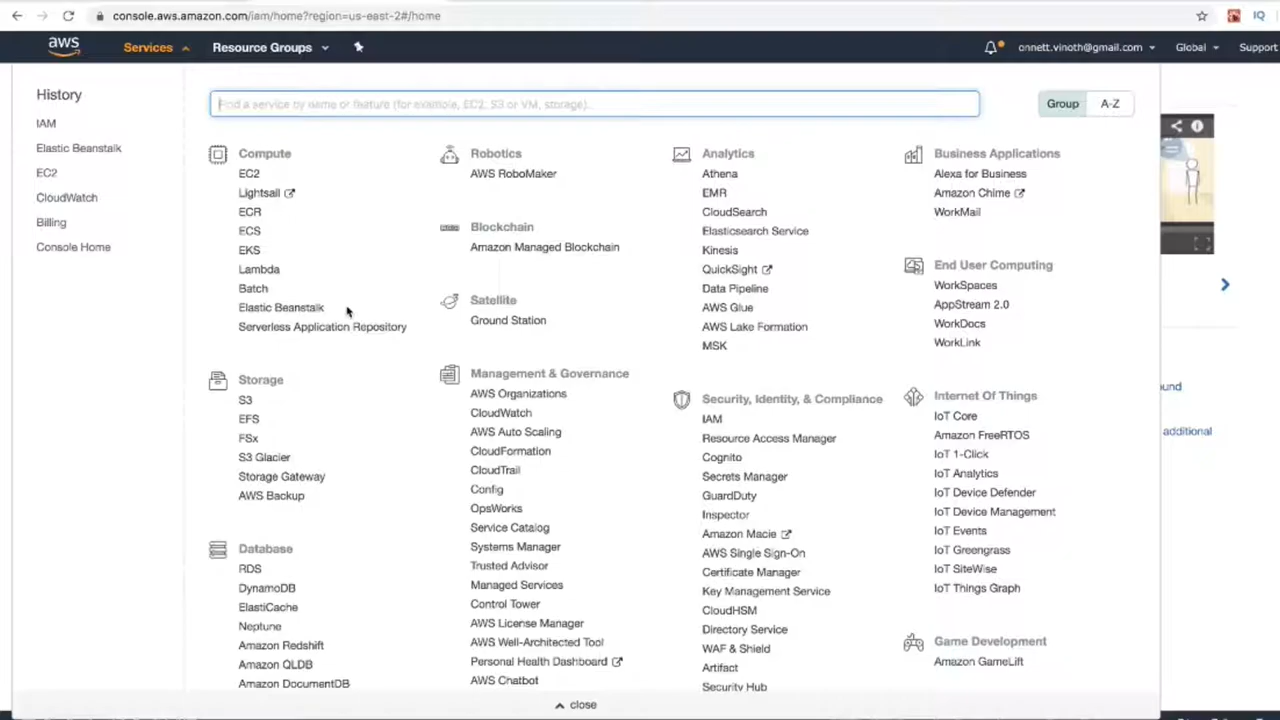 console.aws.amazon.com/iam/home?region=us-east-2#/home
aws
Services
Resource Groups
onnett.vinoth@gmail.com
Global
Support
History
IAM
Elastic Beanstalk
EC2
CloudWatch
Billing
Console Home
Find a service by name or feature (for example, EC2, S3 or VM, storage).
Group
A-Z
Compute
EC2
Lightsail
ECR
ECS
EKS
Lambda
Batch
Elastic Beanstalk
Serverless Application Repository
Storage
S3
EFS
FSx
S3 Glacier
Storage Gateway
AWS Backup
Database
RDS
DynamoDB
ElastiCache
Neptune
Amazon Redshift
Amazon QLDB
Amazon DocumentDB
Robotics
AWS RoboMaker
Blockchain
Amazon Managed Blockchain
Satellite
Ground Station
Management & Governance
AWS Organizations
CloudWatch
AWS Auto Scaling
CloudFormation
CloudTrail
Config
OpsWorks
Service Catalog
Systems Manager
Trusted Advisor
Managed Services
Control Tower
AWS License Manager
AWS Well-Architected Tool
Personal Health Dashboard
AWS Chatbot
Analytics
Athena
EMR
CloudSearch
Elasticsearch Service
Kinesis
QuickSight
Data Pipeline
AWS Glue
AWS Lake Formation
MSK
Security, Identity, & Compliance
IAM
Resource Access Manager
Cognito
Secrets Manager
GuardDuty
Inspector
Amazon Macie
AWS Single Sign-On
Certificate Manager
Key Management Service
CloudHSM
Directory Service
WAF & Shield
Artifact
Security Hub
Business Applications
Alexa for Business
Amazon Chime
WorkMail
End User Computing
WorkSpaces
AppStream 2.0
WorkDocs
WorkLink
Internet Of Things
IoT Core
Amazon FreeRTOS
IoT 1-Click
IoT Analytics
IoT Device Defender
IoT Device Management
IoT Events
IoT Greengrass
IoT SiteWise
IoT Things Graph
Game Development
Amazon GameLift
und
additional
close